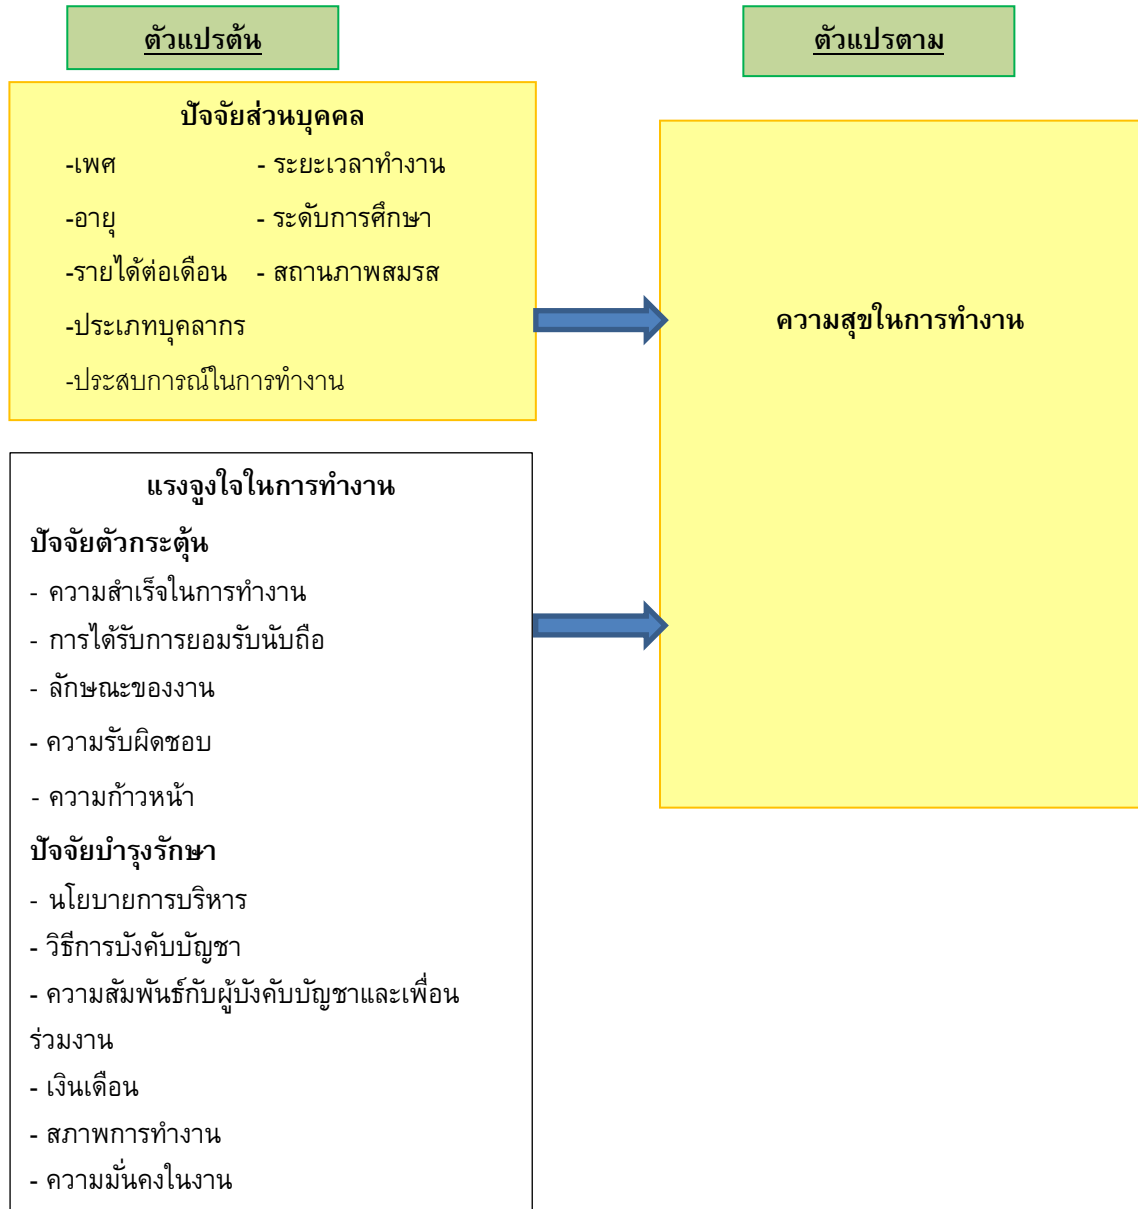 ตัวแปรต้น
ตัวแปรตาม
ปัจจัยส่วนบุคคล
-เพศ - ระยะเวลาทำงาน
-อายุ - ระดับการศึกษา
-รายได้ต่อเดือน - สถานภาพสมรส
-ประเภทบุคลากร
-ประสบการณ์ในการทำงาน
ความสุขในการทำงาน
แรงจูงใจในการทำงาน
ปัจจัยตัวกระตุ้น
- ความสำเร็จในการทำงาน
- การได้รับการยอมรับนับถือ
- ลักษณะของงาน
- ความรับผิดชอบ
- ความก้าวหน้า
ปัจจัยบำรุงรักษา
- นโยบายการบริหาร
- วิธีการบังคับบัญชา
- ความสัมพันธ์กับผู้บังคับบัญชาและเพื่อน
ร่วมงาน
- เงินเดือน
- สภาพการทำงาน
- ความมั่นคงในงาน